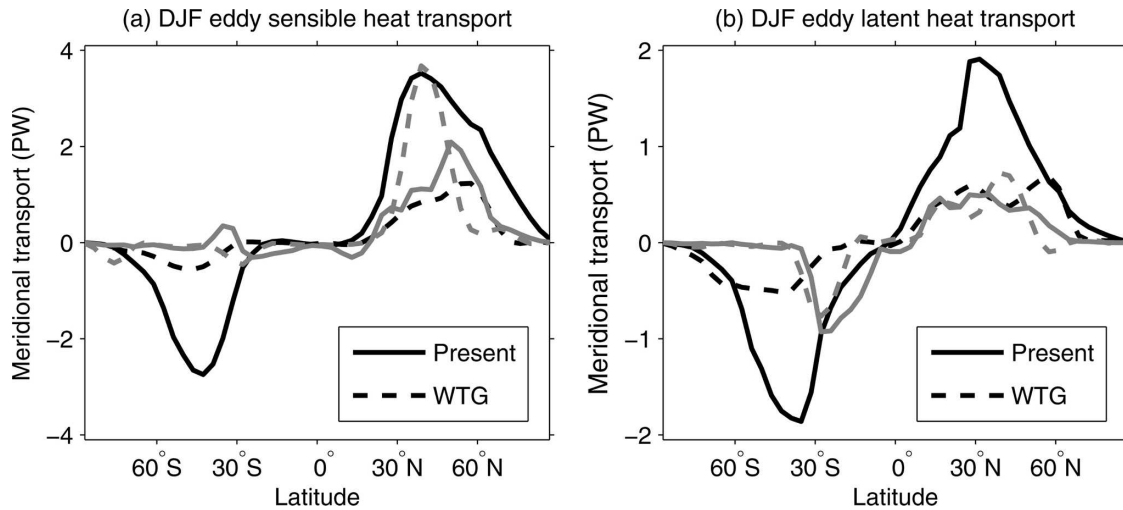 (a) DJF eddy sensible heat transport
Meridional transport (PW)
4
2
0
−2
−4
60°S
30°S
0°
30°N
60°N
Latitude
Present
WTG
(b) DJF eddy latent heat transport
Meridional transport (PW)
2
1
0
−1
−2
60°S
30°S
0°
30°N
60°N
Latitude
Present
WTG